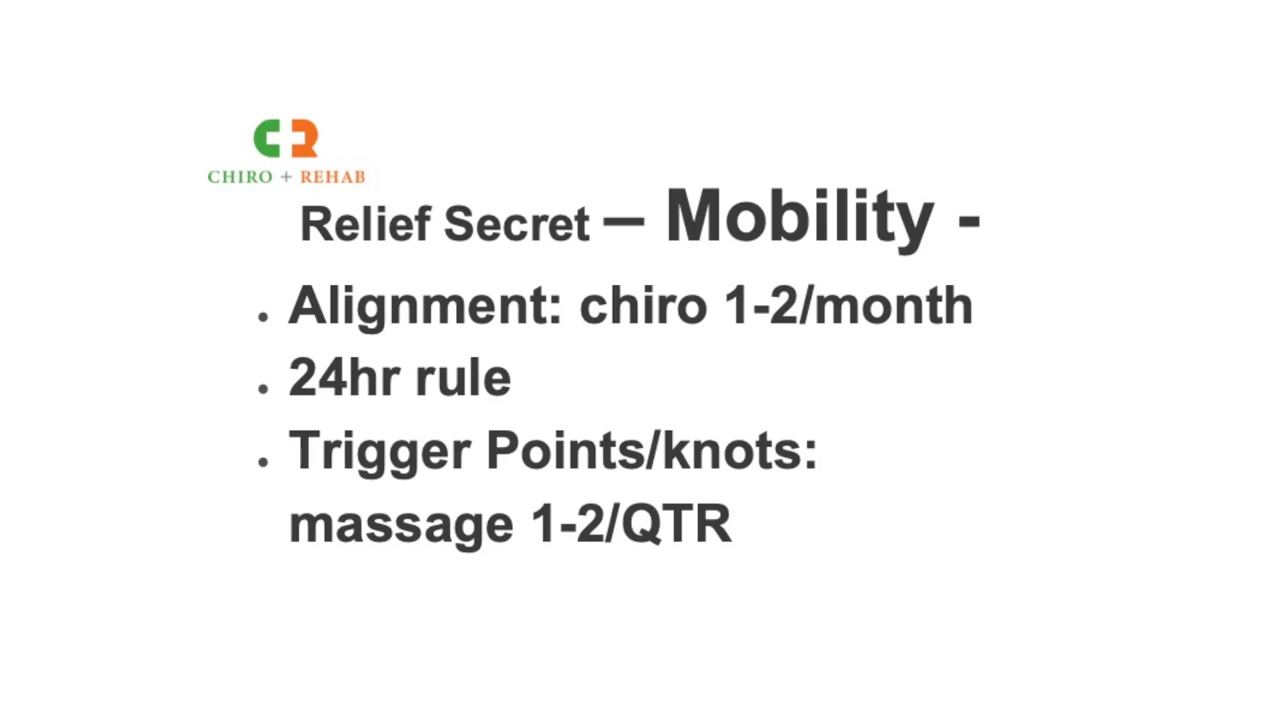 CHIRO + REHAB
Relief Secret – Mobility -
• Alignment: chiro 1-2/month
• 24hr rule
• Trigger Points/knots:
massage 1-2/QTR